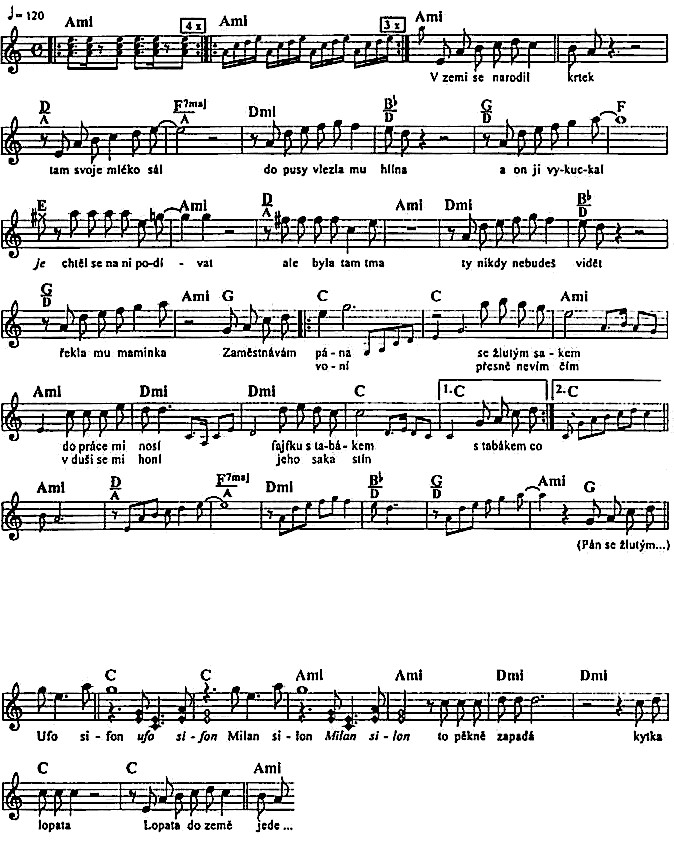 ♩= 120
Ami 4 x 3 x Ami
V zemi se narodil krtek
D/A F7maj/A Dmi B♭/D G/D F
tam svoje mléko sál do pusy vlezla mu hlína a on ji vy-kuc-kal
E Ami D/A Ami Dmi B♭/D
je chtěl se na ni po-dí - vat ale byla tam tma ty nikdy nebudeš vidět
G/D Ami G C C Ami
řekla mu maminka Zaměstnávám pá-na se žlutým sa-kem
vo-ní přesně nevím čím
Ami Dmi Dmi C 1. C 2. C
do práce mi nosí fajfku s ta-bá-kem s tabákem co
v duši se mi honí jeho saka stín
Ami D/A F7maj/A Dmi B♭/D G/D Ami G
(Pán se žlutým...)
C C Ami Ami Dmi Dmi
Ufo si-fon ufo si-fon Milan si-fon Milan si-fon to pěkně zapadá kytka
C C Ami
lopata Lopata do země jede ...